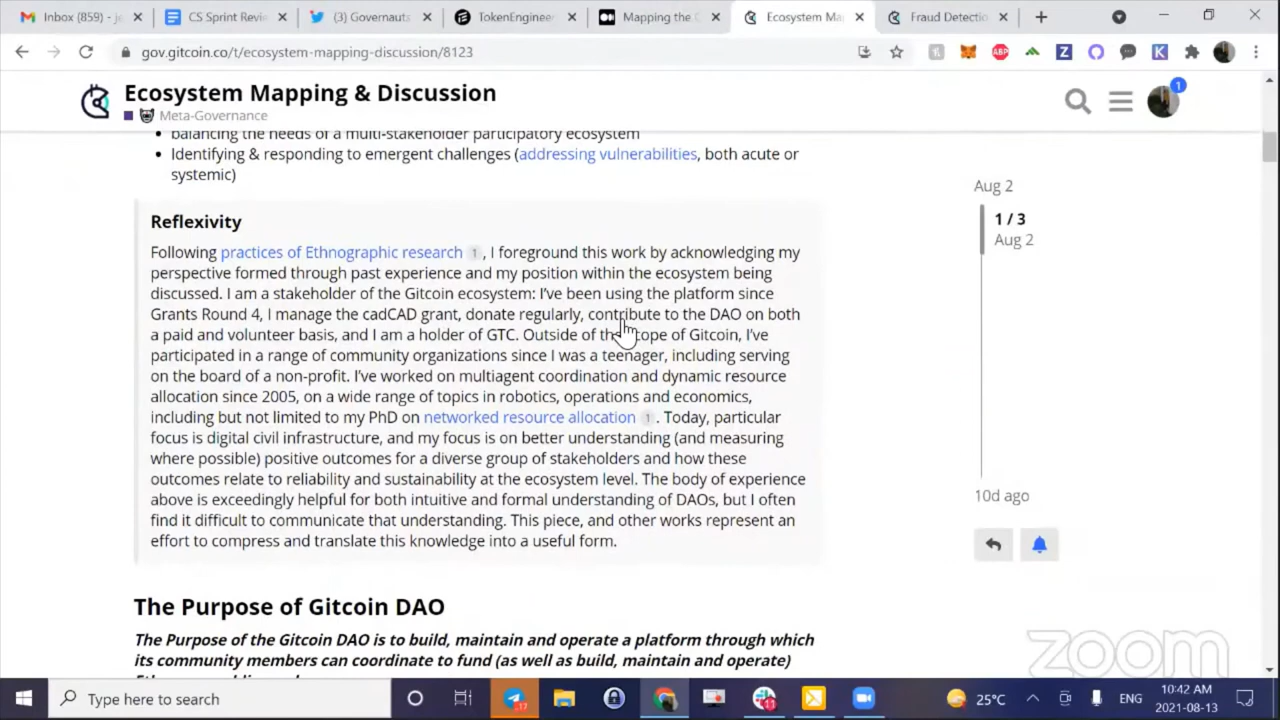 Inbox (859) - je
CS Sprint Revie
(3) Governauts
TokenEngineer
Mapping the
Ecosystem Ma
Fraud Detectio
gov.gitcoin.co/t/ecosystem-mapping-discussion/8123
ABP
Z
K
Ecosystem Mapping & Discussion
Meta-Governance
1
balancing the needs of a multi-stakeholder participatory ecosystem
• Identifying & responding to emergent challenges (addressing vulnerabilities, both acute or
systemic)
Reflexivity
Following practices of Ethnographic research 1 , I foreground this work by acknowledging my
perspective formed through past experience and my position within the ecosystem being
discussed. I am a stakeholder of the Gitcoin ecosystem: I've been using the platform since
Grants Round 4, I manage the cadCAD grant, donate regularly, contribute to the DAO on both
a paid and volunteer basis, and I am a holder of GTC. Outside of the scope of Gitcoin, I've
participated in a range of community organizations since I was a teenager, including serving
on the board of a non-profit. I've worked on multiagent coordination and dynamic resource
allocation since 2005, on a wide range of topics in robotics, operations and economics,
including but not limited to my PhD on networked resource allocation 1 . Today, particular
focus is digital civil infrastructure, and my focus is on better understanding (and measuring
where possible) positive outcomes for a diverse group of stakeholders and how these
outcomes relate to reliability and sustainability at the ecosystem level. The body of experience
above is exceedingly helpful for both intuitive and formal understanding of DAOs, but I often
find it difficult to communicate that understanding. This piece, and other works represent an
effort to compress and translate this knowledge into a useful form.
The Purpose of Gitcoin DAO
The Purpose of the Gitcoin DAO is to build, maintain and operate a platform through which
its community members can coordinate to fund (as well as build, maintain and operate)
Aug 2
1 / 3
Aug 2
10d ago
zoom
Type here to search
25°C
ENG
10:42 AM
2021-08-13